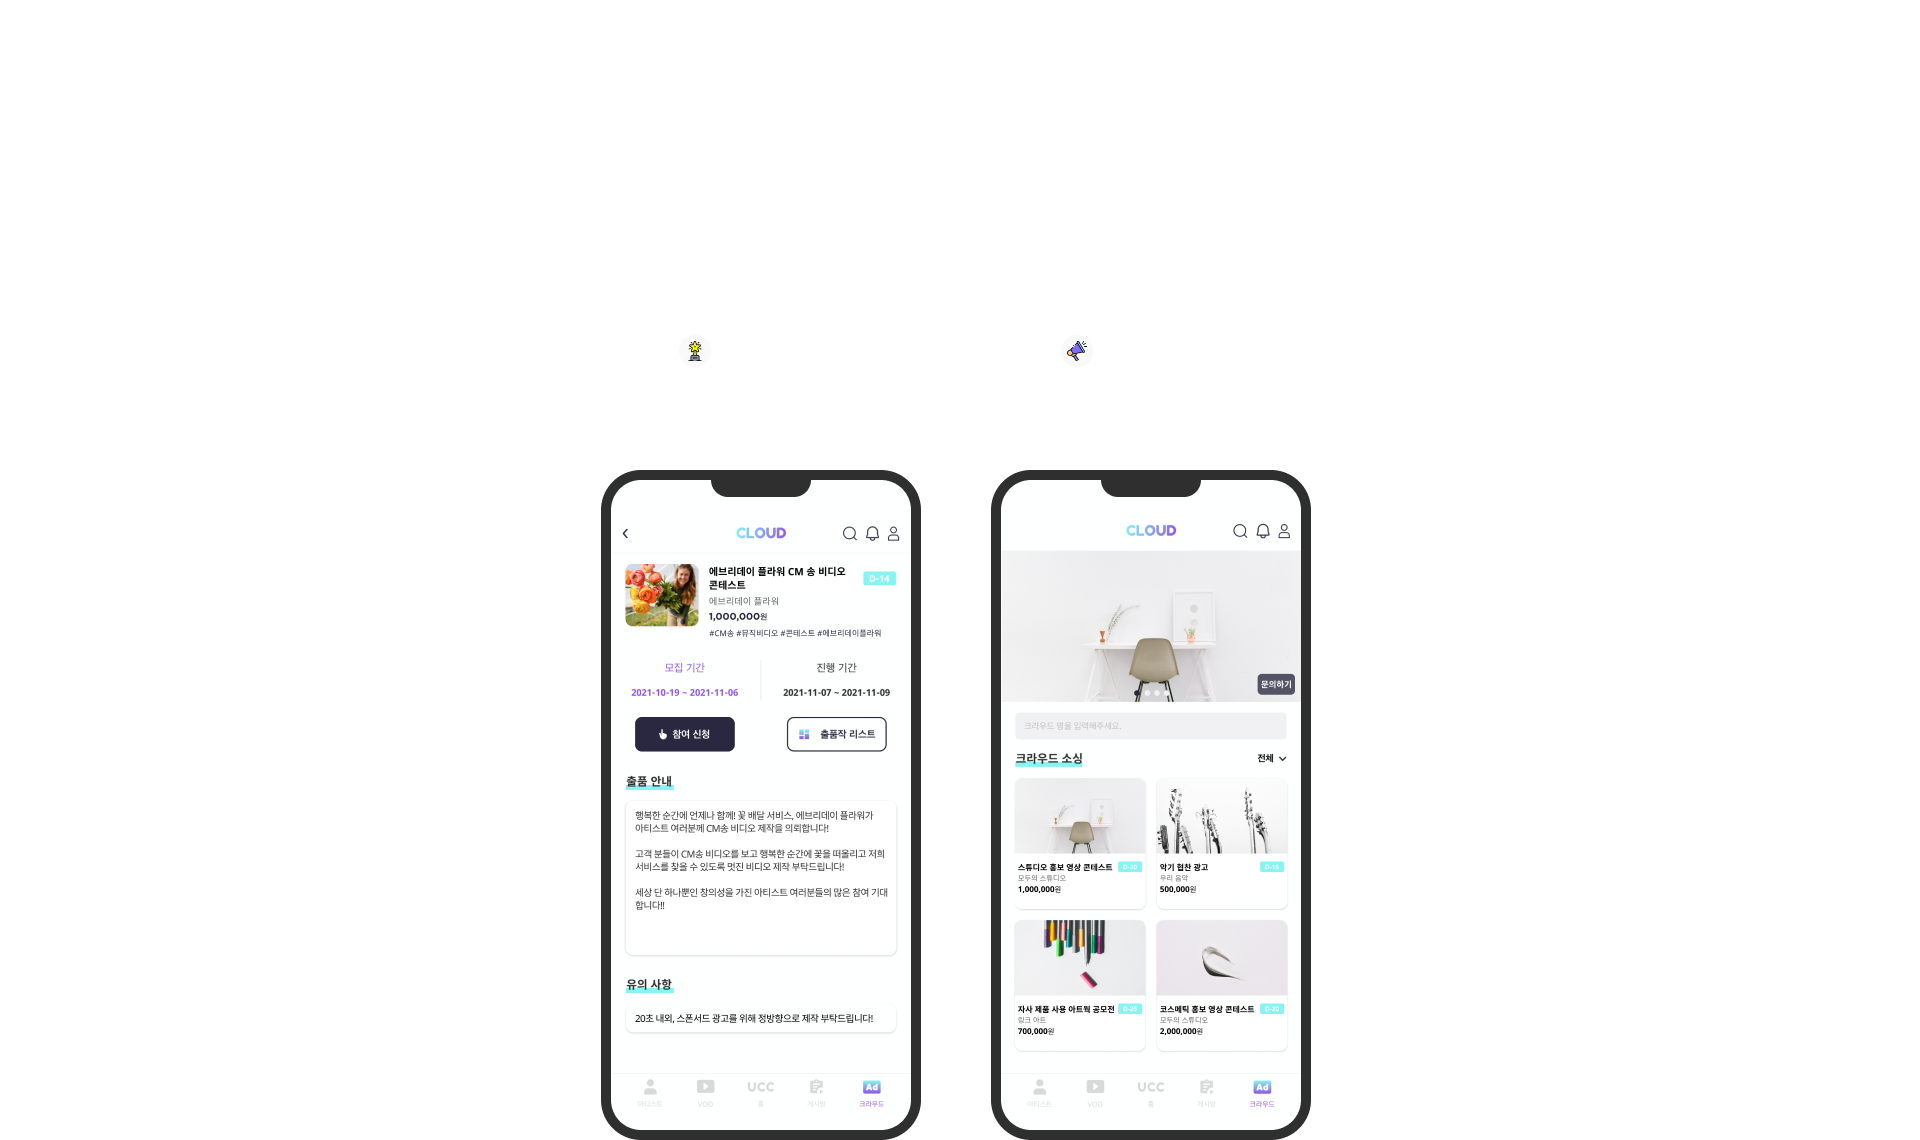 CLOUD
에브리데이 플라워 CM 송 비디오
콘테스트
D-14
에브리데이 플라워
1,000,000원
#CM송 #뮤직비디오 #콘테스트 #에브리데이플라워
모집 기간
진행 기간
2021-10-19 ~ 2021-11-06
2021-11-07 ~ 2021-11-09
참여 신청
출품작 리스트
출품 안내
행복한 순간에 언제나 함께! 꽃 배달 서비스, 에브리데이 플라워가
아티스트 여러분께 CM송 비디오 제작을 의뢰합니다!
고객 분들이 CM송 비디오를 보고 행복한 순간에 꽃을 떠올리고 저희
서비스를 찾을 수 있도록 멋진 비디오 제작 부탁드립니다!
세상 단 하나뿐인 창의성을 가진 아티스트 여러분들의 많은 참여 기대
합니다!!
유의 사항
20초 내외, 스폰서드 광고를 위해 정방향으로 제작 부탁드립니다!
UCC
Ad
아티스트
VOD
홈
게시판
크라우드
CLOUD
문의하기
크라우드 명을 입력해주세요.
크라우드 소싱
전체
스튜디오 홍보 영상 콘테스트
D-30
모두의 스튜디오
1,000,000원
악기 협찬 광고
D-15
우리 음악
500,000원
자사 제품 사용 아트웍 공모전
D-25
링크 아트
700,000원
코스메틱 홍보 영상 콘테스트
D-20
모두의 스튜디오
2,000,000원
UCC
Ad
아티스트
VOD
홈
게시판
크라우드